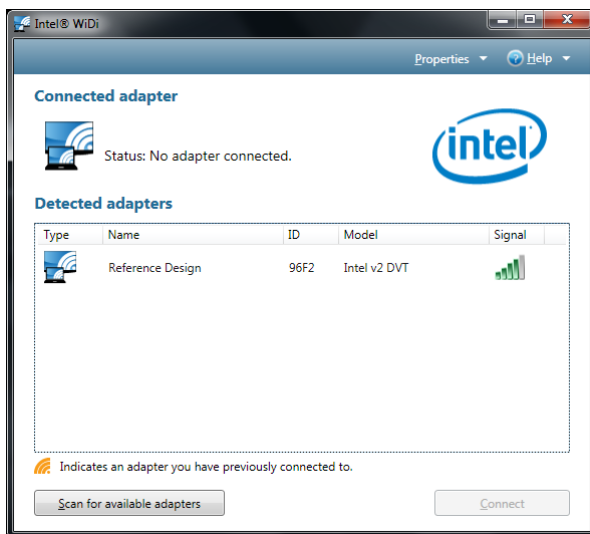 Intel® WiDi
Properties Help
Connected adapter
Status: No adapter connected.
intel
Detected adapters
Type Name ID Model Signal
Reference Design 96F2 Intel v2 DVT
Indicates an adapter you have previously connected to.
Scan for available adapters Connect